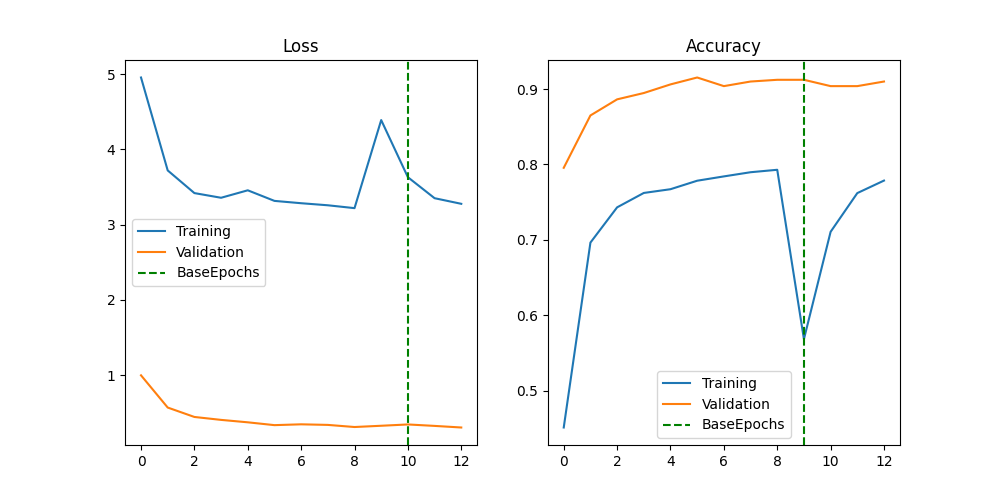 Loss
5
4
3
2
1
Training
Validation
BaseEpochs
0 2 4 6 8 10 12
Accuracy
0.9
0.8
0.7
0.6
0.5
Training
Validation
BaseEpochs
0 2 4 6 8 10 12